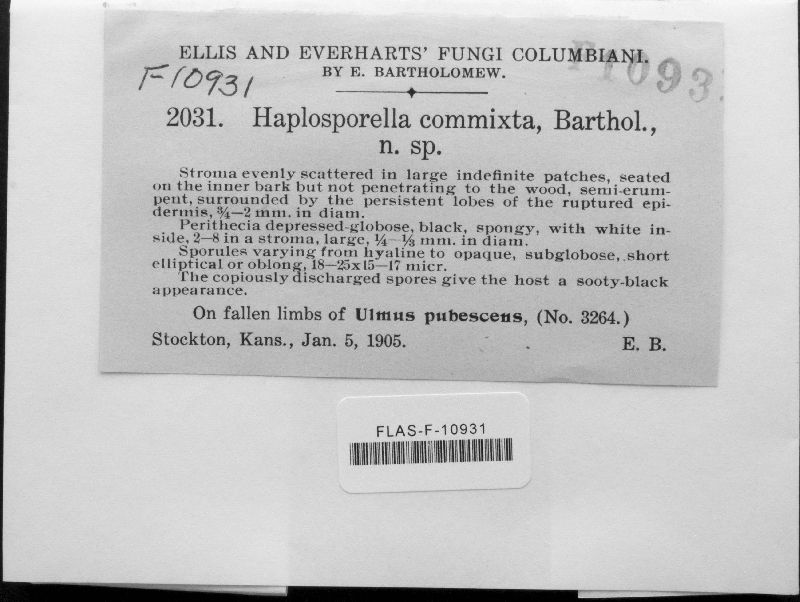 ELLIS AND EVERHARTS' FUNGI COLUMBIANI.
BY E. BARTHOLOMEW.
F-10931
F1093
2031. Haplosporella commixta, Barthol.,
n. sp.
Stroma evenly scattered in large indefinite patches, seated
on the inner bark but not penetrating to the wood, semi-erum-
pent, surrounded by the persistent lobes of the ruptured epi-
dermis, ¾—2 mm. in diam.
Perithecia depressed-globose, black, spongy, with white in-
side, 2—8 in a stroma, large, ¼—⅓ mm. in diam.
Sporules varying from hyaline to opaque, subglobose, short
elliptical or oblong, 18—25x15—17 micr.
The copiously discharged spores give the host a sooty-black
appearance.
On fallen limbs of Ulmus pubescens, (No. 3264.)
Stockton, Kans., Jan. 5, 1905. E. B.
FLAS-F-10931